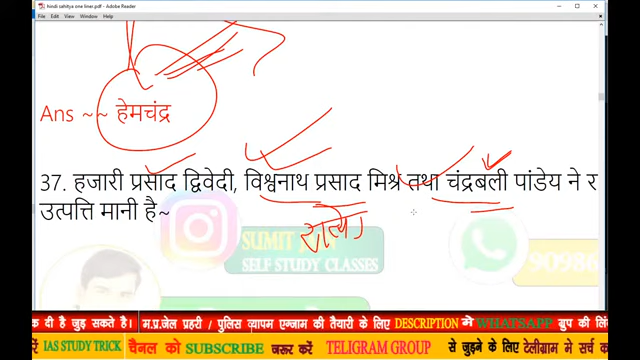 hindi sahitya one liner.pdf - Adobe Reader
File Edit View Window Help
Ans ~~ हेमचंद्र
37. हजारी प्रसाद द्विवेदी, विश्वनाथ प्रसाद मिश्र तथा चंद्रबली पांडेय ने र
उत्पत्ति मानी है~
SUMIT
SELF STUDY CLASSES
9098
क दी है जुड़ सकते है। म.प्र.जेल प्रहरी / पुलिस व्यापम एग्जाम की तैयारी के लिए DESCRIPTION मे WHATSAPP ग्रुप की लिं
रें IAS STUDY TRICK चैनल को SUBSCRIBE जरूर करें TELIGRAM GROUP से जुड़ने के लिए टेलीग्राम में सर्च क